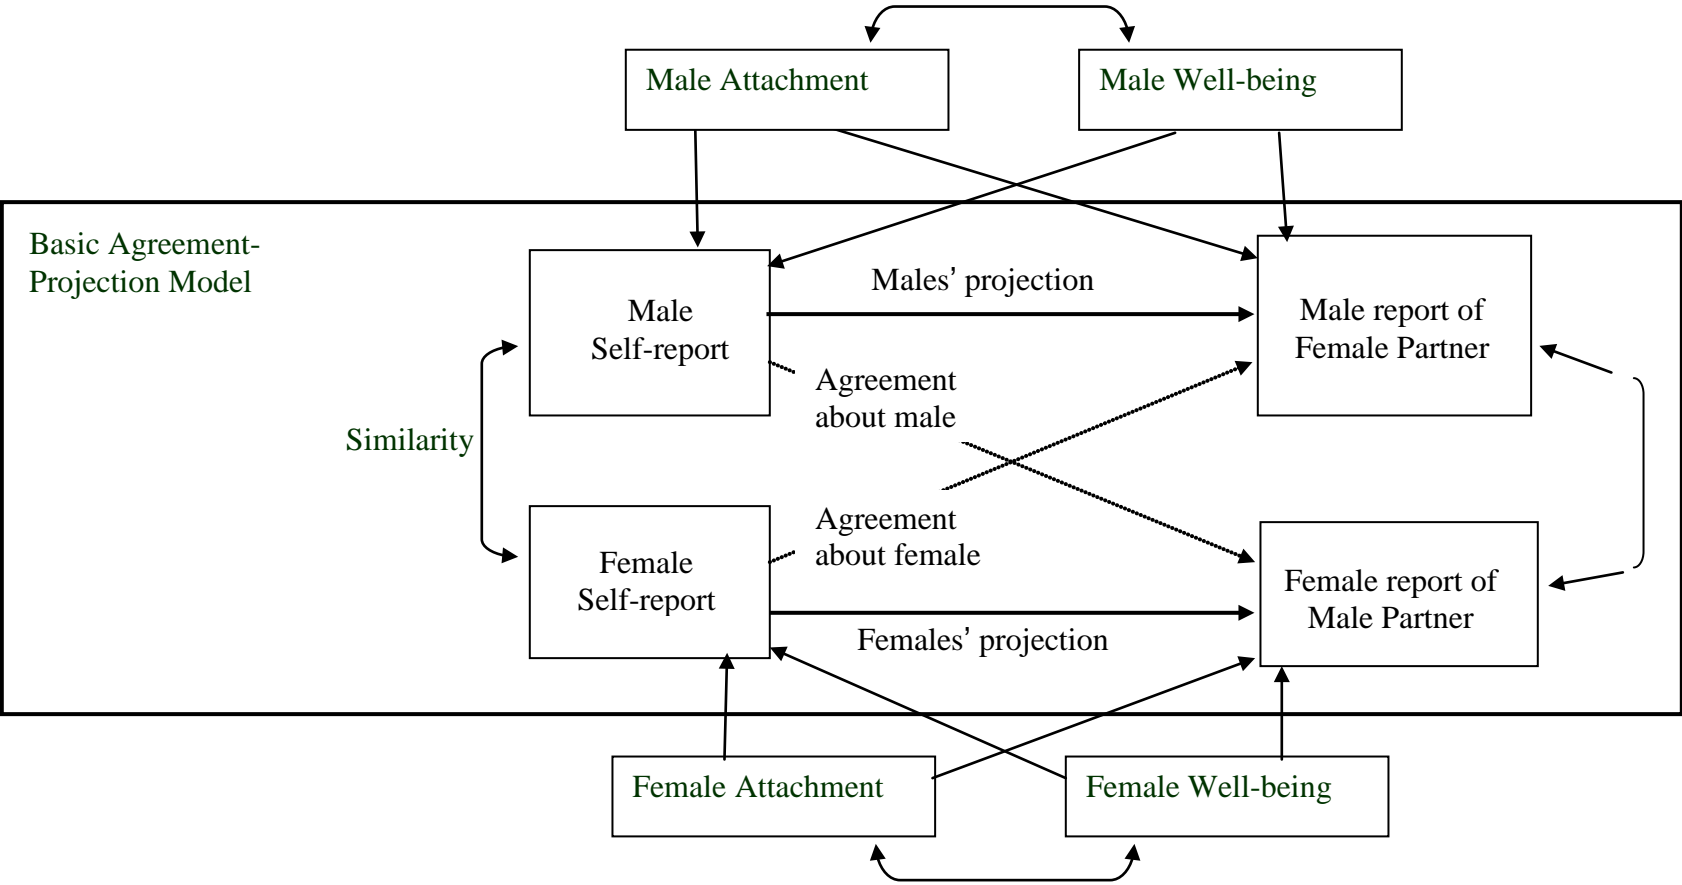 Male Attachment
Male Well-being
Basic Agreement-
Projection Model
Males’ projection
Male
Self-report
Male report of
Female Partner
Agreement
about male
Similarity
Agreement
about female
Female
Self-report
Female report of
Male Partner
Females’ projection
Female Attachment
Female Well-being